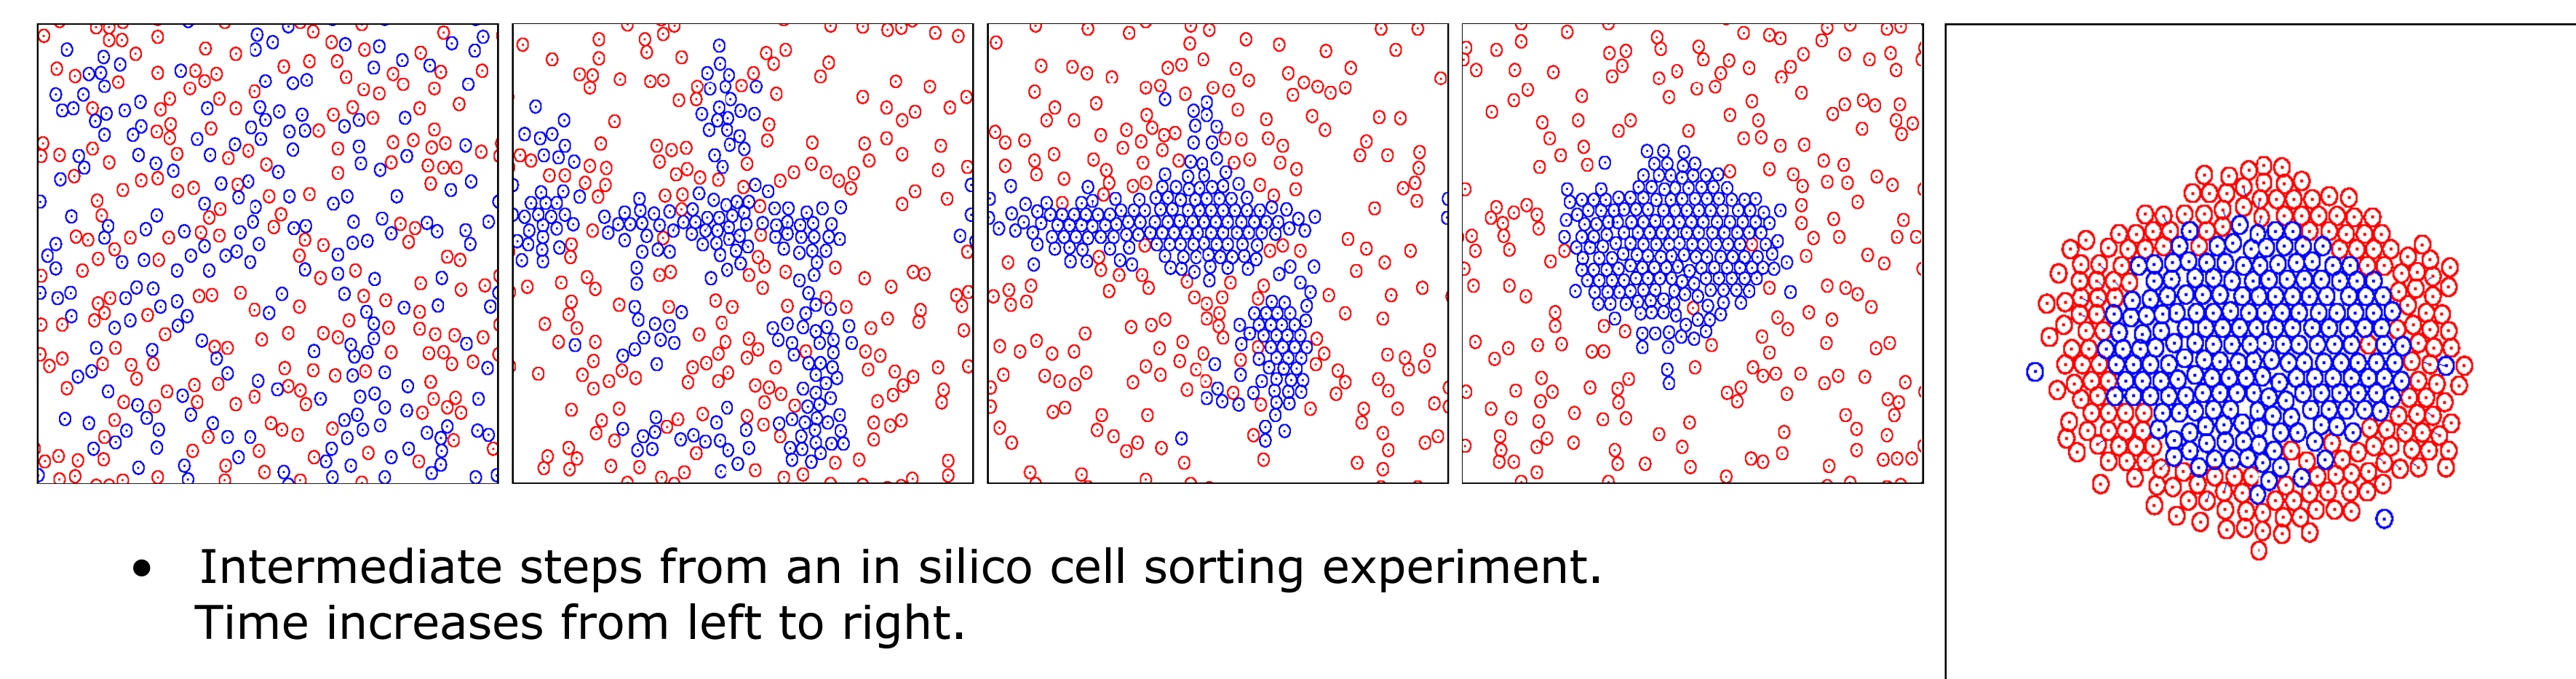 • Intermediate steps from an in silico cell sorting experiment.
Time increases from left to right.